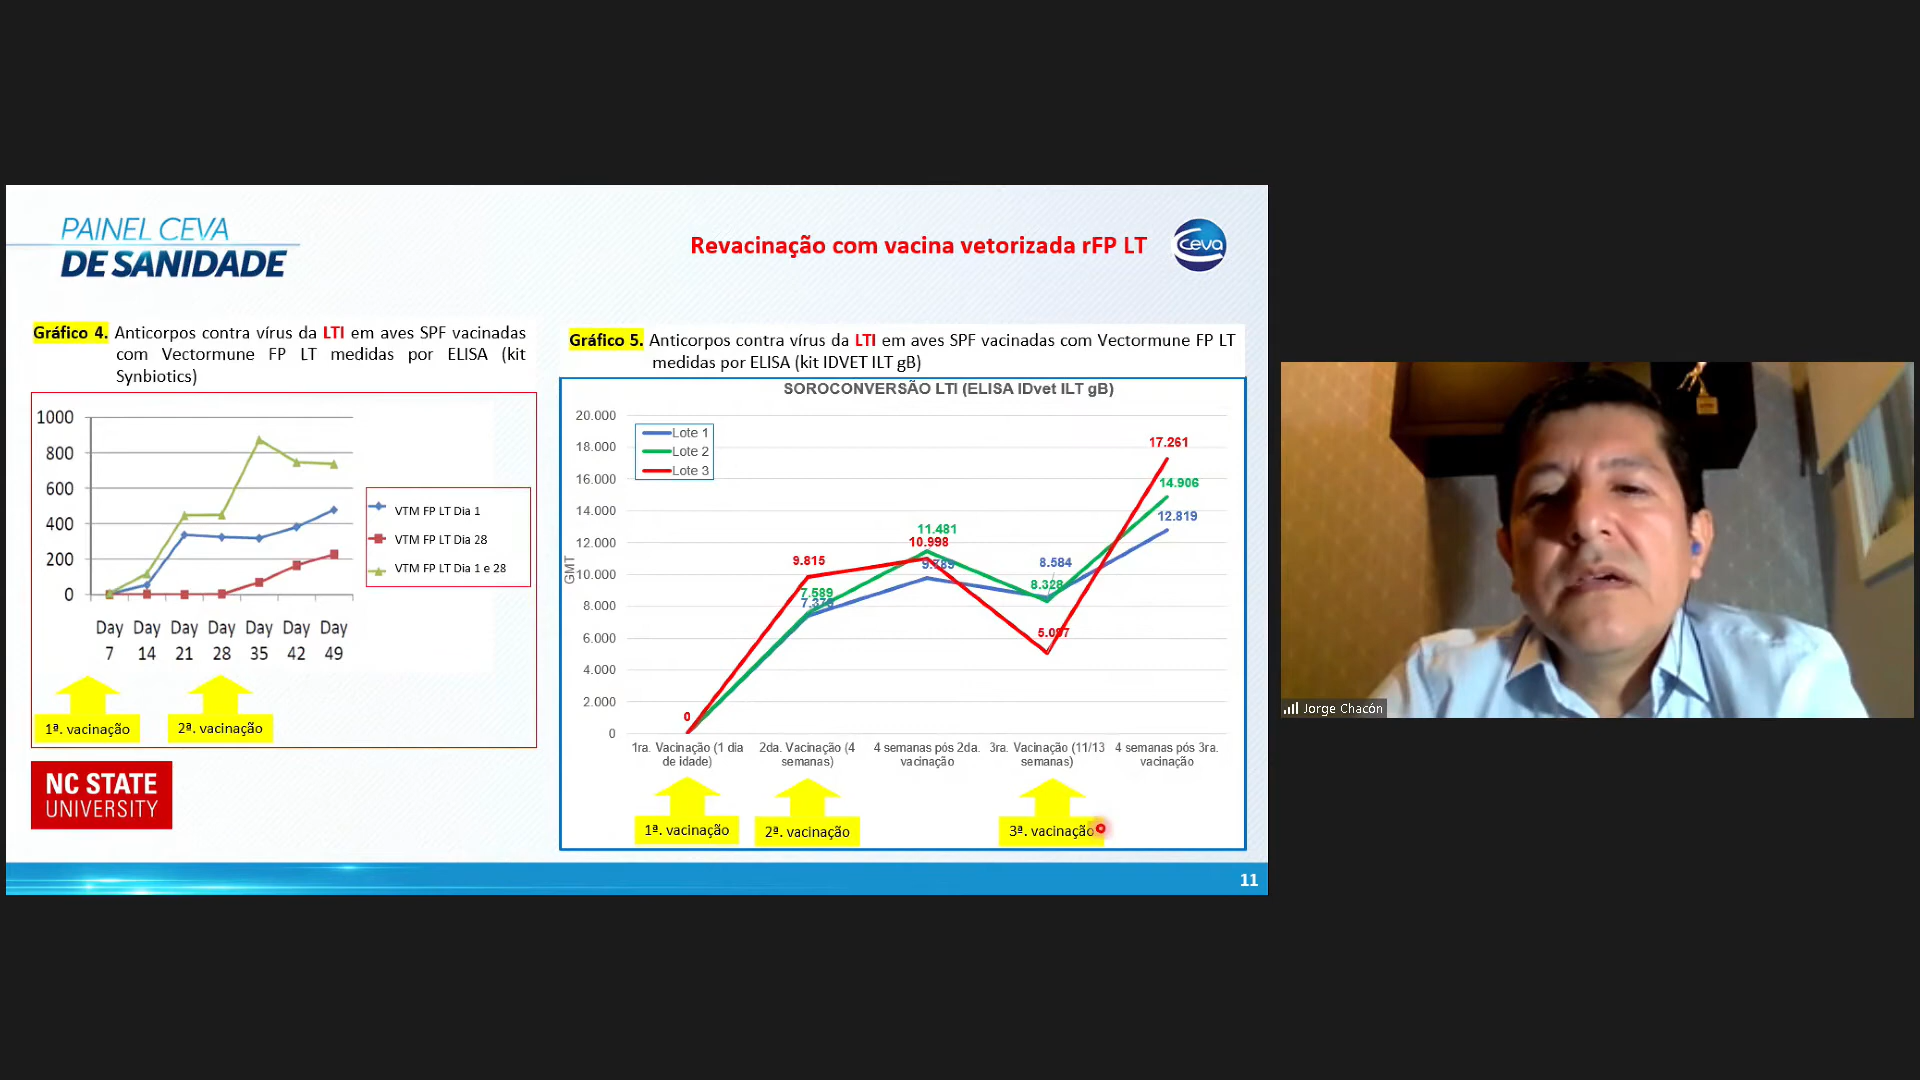 PAINEL CEVA
DE SANIDADE
Revacinação com vacina vetorizada rFP LT
ceva
Gráfico 4. Anticorpos contra vírus da LTI em aves SPF vacinadas
com Vectormune FP LT medidas por ELISA (kit
Synbiotics)
1000
800
600
400
200
0
Day 7
Day 14
Day 21
Day 28
Day 35
Day 42
Day 49
VTM FP LT Dia 1
VTM FP LT Dia 28
VTM FP LT Dia 1 e 28
1ª. vacinação
2ª. vacinação
NC STATE
UNIVERSITY
Gráfico 5. Anticorpos contra vírus da LTI em aves SPF vacinadas com Vectormune FP LT
medidas por ELISA (kit IDVET ILT gB)
SOROCONVERSÃO LTI (ELISA IDvet ILT gB)
20.000
18.000
16.000
14.000
12.000
10.000
8.000
6.000
4.000
2.000
0
GMT
Lote 1
Lote 2
Lote 3
0
9.815
7.589
11.481
10.998
9.789
8.584
8.328
5.097
17.261
14.906
12.819
1ra. Vacinação (1 dia
de idade)
2da. Vacinação (4
semanas)
4 semanas pós 2da.
vacinação
3ra. Vacinação (11/13
semanas)
4 semanas pós 3ra.
vacinação
1ª. vacinação
2ª. vacinação
3ª. vacinação
11
Jorge Chacón